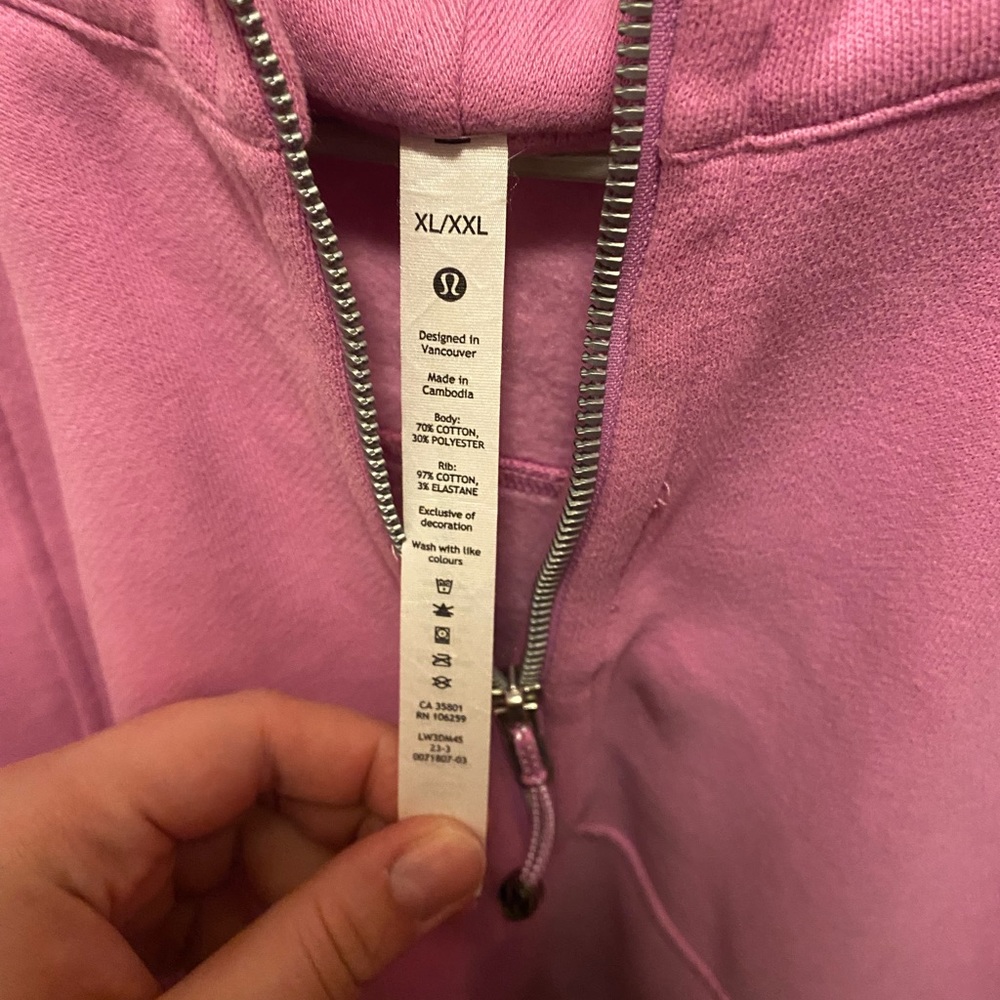 XL/XXL
Designed in
Vancouver
Made in
Cambodia
Body:
70% COTTON,
30% POLYESTER
Rib:
97% COTTON,
3% ELASTANE
Exclusive of
decoration
Wash with like
colours
CA 35801
RN 106259
LW3DM4S
23-3
0071807-03